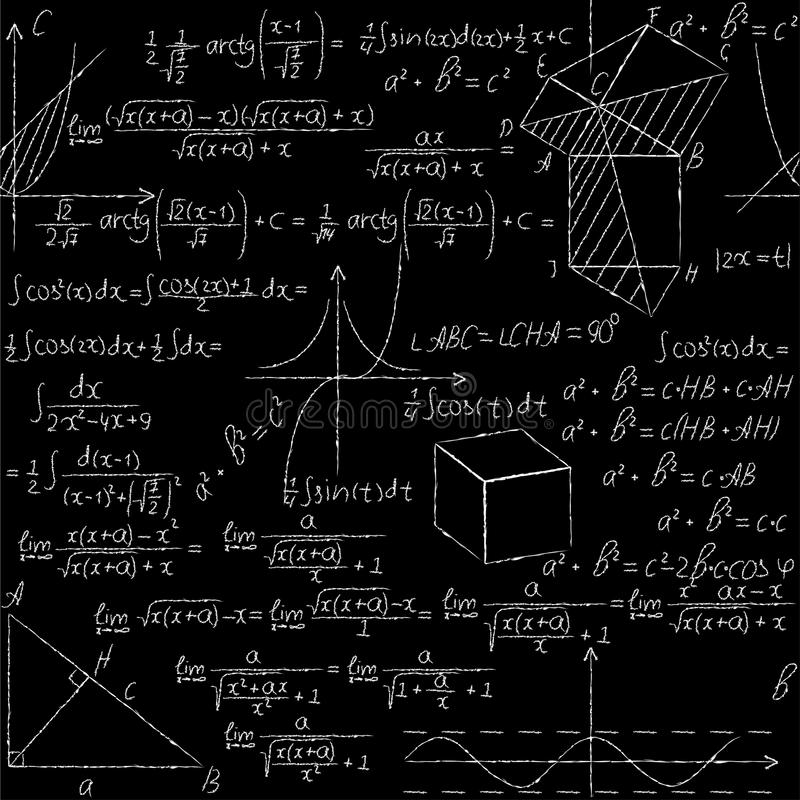 C
1/2 1/√(7/2) arctg((x-1)/√(7/2)) = 1/4∫sin(2x)d(2x)+1/2x+C
a² + b² = c²
F
a² + b² = c²
E
C
G
lim x→∞ (√(x(x+a)) - x)(√(x(x+a)) + x) / (√(x(x+a)) + x)
ax / (√(x(x+a)) + x) =
D
A
B
√2/(2√7) arctg(√2(x-1)/√7) + C = 1/√14 arctg(√2(x-1)/√7) + C =
|2x=t|
J
H
∫cos²(x)dx=∫(cos(2x)+1)/2 dx=
1/2∫cos(2x)dx+1/2∫dx=
∟ABC=∟CHA=90°
∫cos²(x)dx=
∫dx/(2x²-4x+9)
a² + b² = c·HB + c·AH
1/4∫cos(t)dt
a² + b² = c(HB + AH)
a² + b² = c²
dreamstime
= 1/2∫d(x-1)/((x-1)²+(√(7/2))²
a² + b² = c·AB
1/4∫sin(t)dt
a² + b² = c·c
lim x→∞ (x(x+a) - x²)/(√(x(x+a)) + x) = lim x→∞ a/(√(x(x+a))/x + 1)
a² + b² = c²-2b·c·cos φ
A
lim x→∞ √(x(x+a)) - x = lim x→∞ (√(x(x+a)) - x)/1 = lim x→∞ a/(√(x(x+a))/x + 1) = lim x→∞ x² ax - x/(√(x(x+a)) + x)
H
C
lim x→∞ a/(√((x²+ax)/x²) + 1) = lim x→∞ a/(√(1+a/x) + 1)
B
lim x→∞ a/(√(x(x+a)/x²) + 1)
a
B